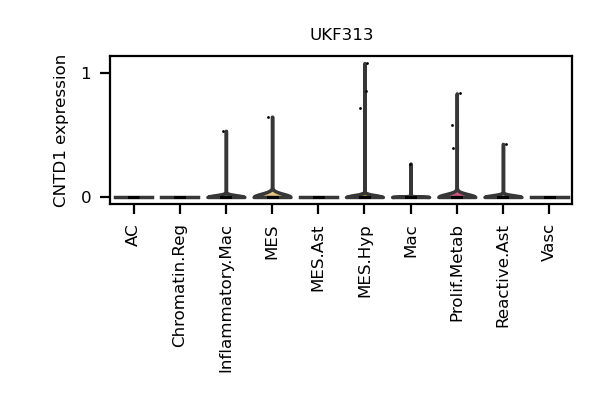 UKF313
CNTD1 expression
1
0
AC
Chromatin.Reg
Inflammatory.Mac
MES
MES.Ast
MES.Hyp
Mac
Prolif.Metab
Reactive.Ast
Vasc